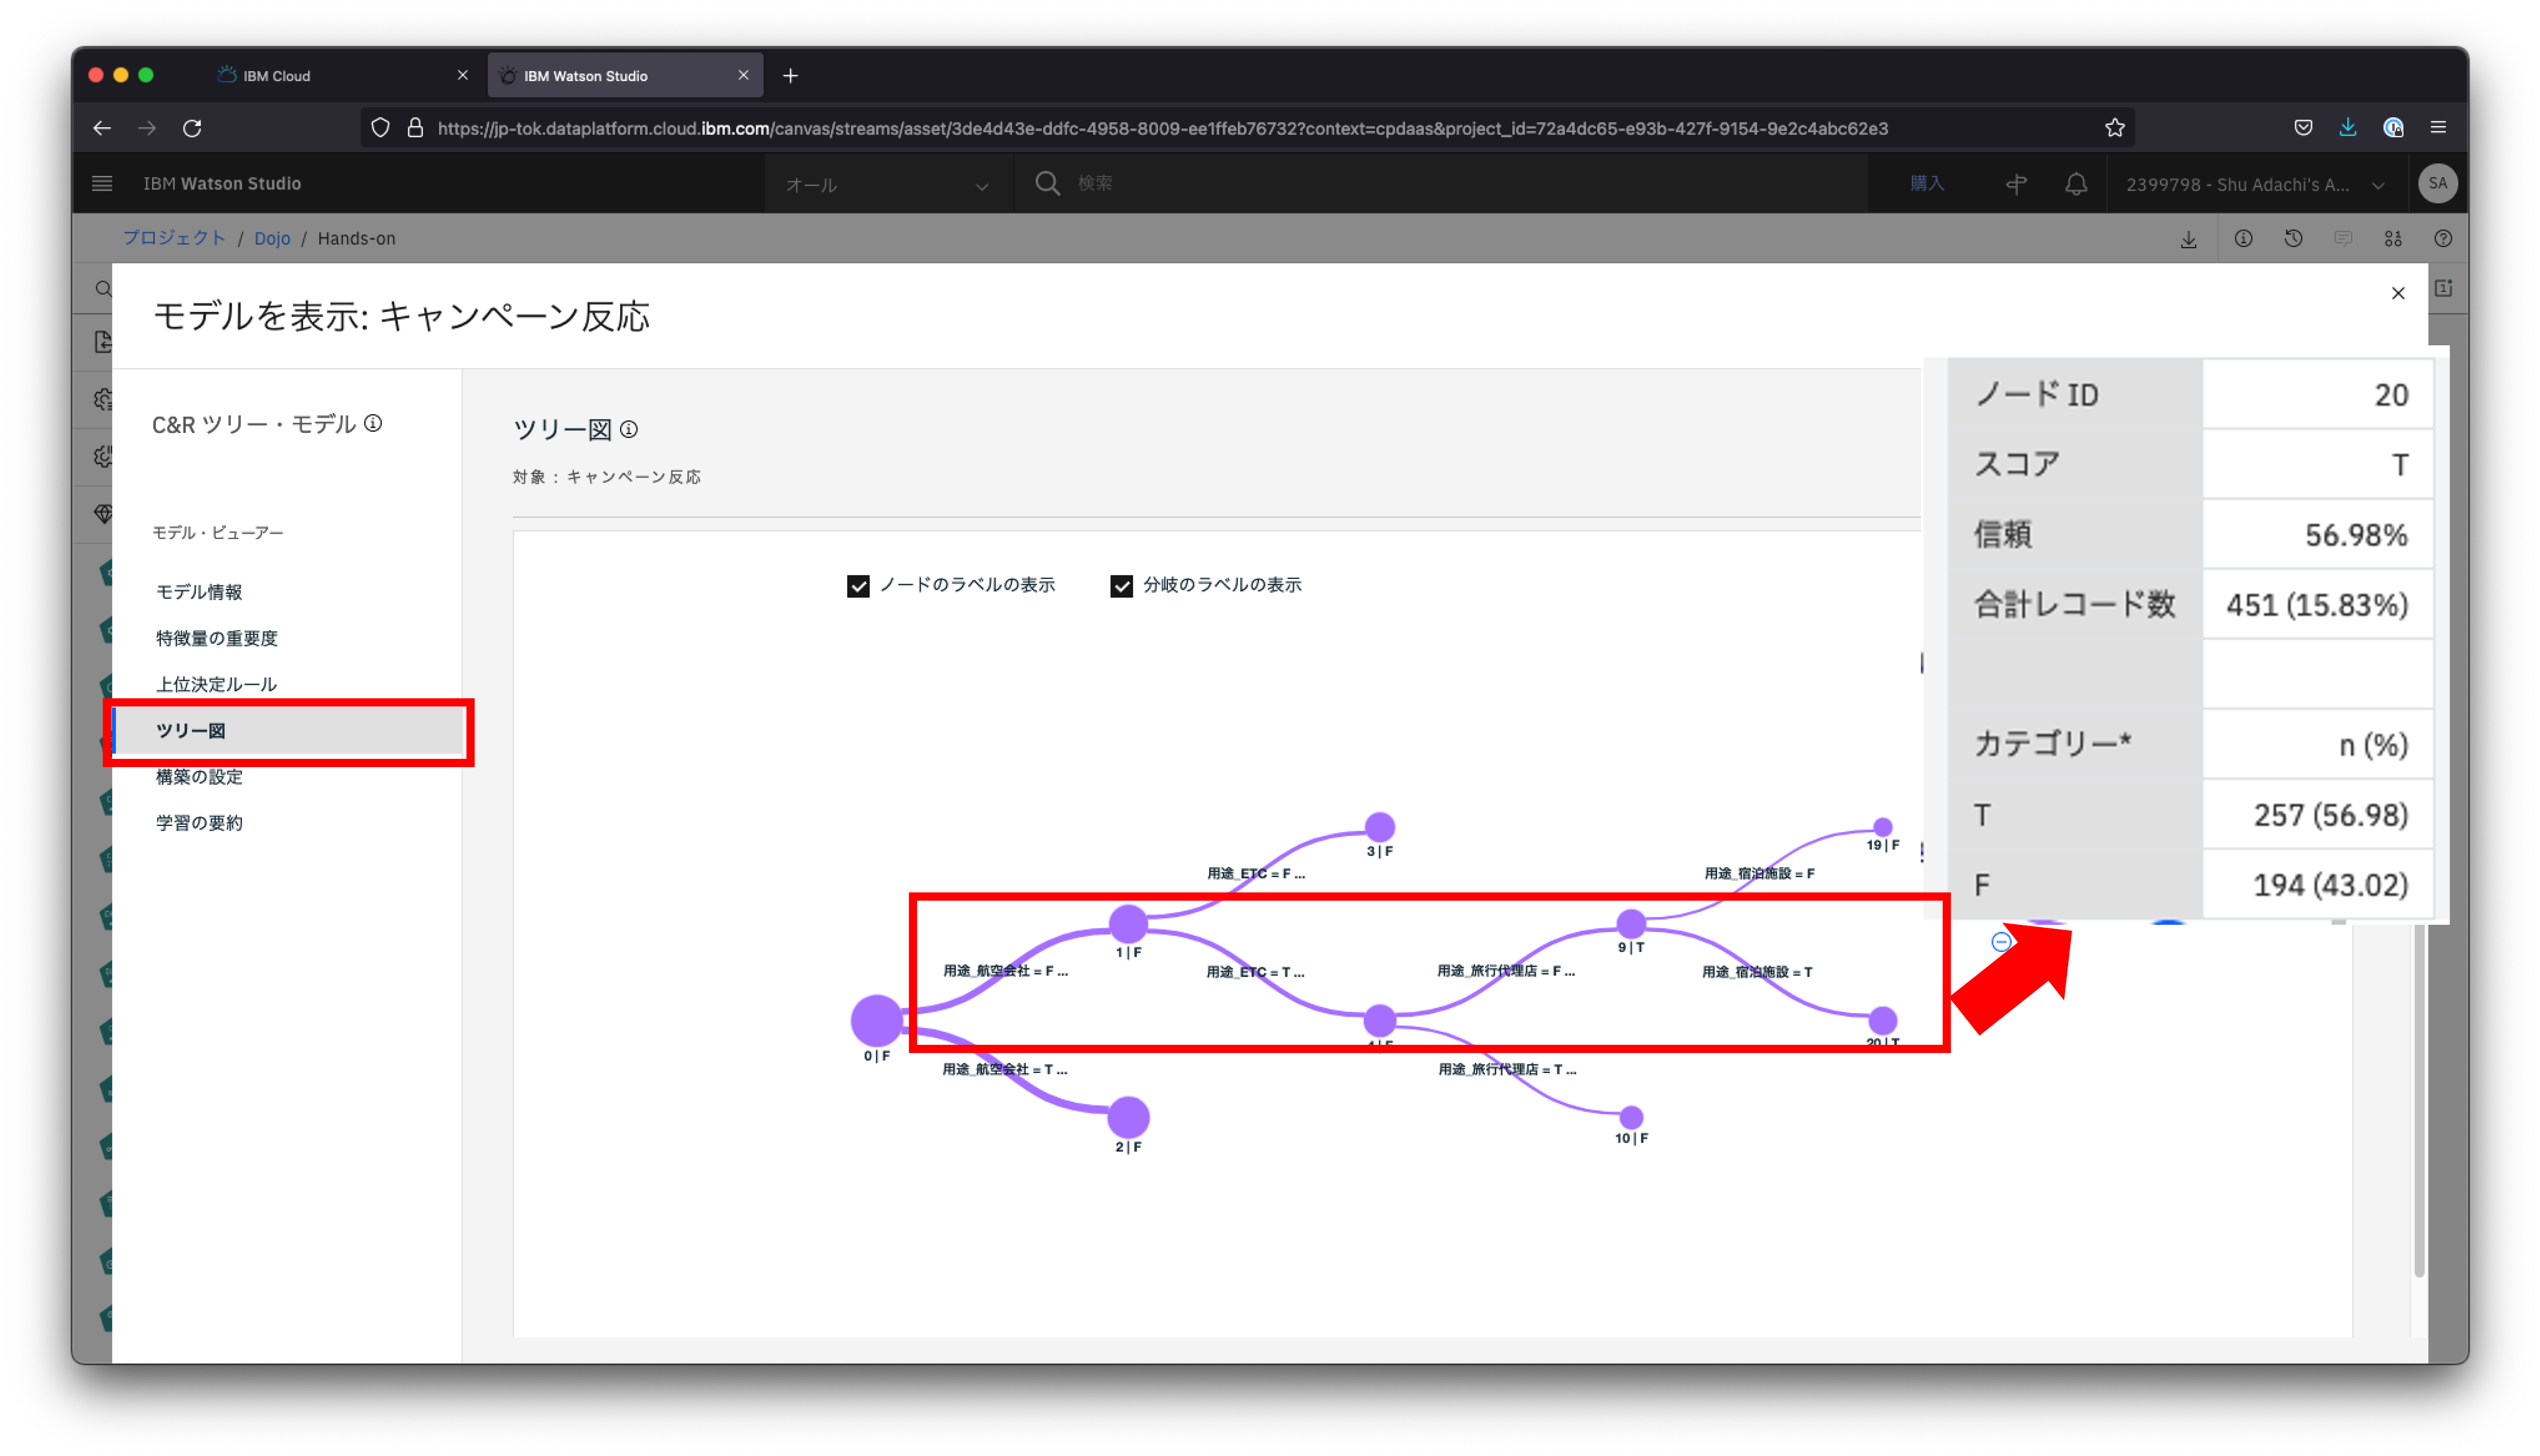 IBM Cloud
IBM Watson Studio
https://jp-tok.dataplatform.cloud.ibm.com/canvas/streams/asset/3de4d43e-ddfc-4958-8009-ee1ffeb76732?context=cpdaas&project_id=72a4dc65-e93b-427f-9154-9e2c4abc62e3
IBM Watson Studio
オール
検索
購入
2399798 - Shu Adachi's A...
SA
プロジェクト / Dojo / Hands-on
モデルを表示: キャンペーン反応
C&R ツリー・モデル
モデル・ビューアー
モデル情報
特徴量の重要度
上位決定ルール
ツリー図
構築の設定
学習の要約
ツリー図
対象 : キャンペーン反応
ノードのラベルの表示
分岐のラベルの表示
3 | F
19 | F
用途_ETC = F ...
用途_宿泊施設 = F
1 | F
9 | T
用途_航空会社 = F ...
用途_ETC = T ...
用途_旅行代理店 = F ...
用途_宿泊施設 = T
0 | F
4 | F
20 | T
用途_航空会社 = T ...
用途_旅行代理店 = T ...
2 | F
10 | F
ノード ID 20
スコア T
信頼 56.98%
合計レコード数 451 (15.83%)
カテゴリー* n (%)
T 257 (56.98)
F 194 (43.02)